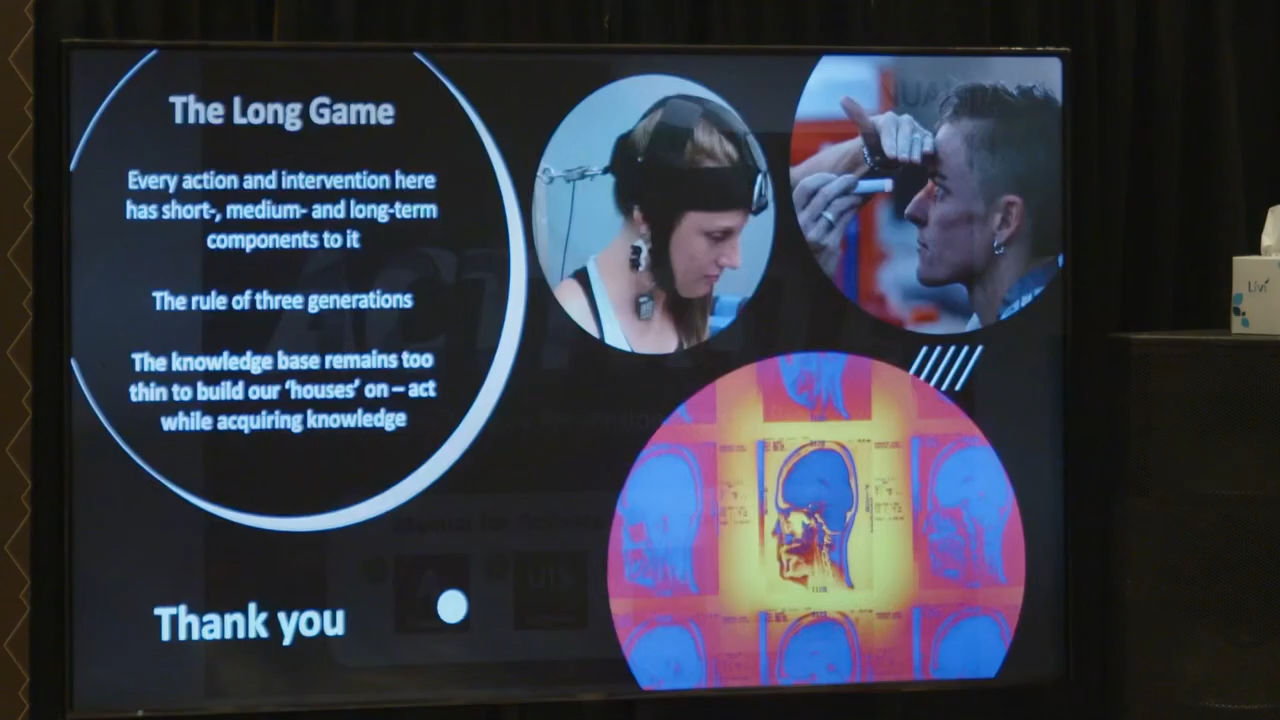 The Long Game
Every action and intervention here
has short-, medium- and long-term
components to it
The rule of three generations
The knowledge base remains too
thin to build our ‘houses’ on – act
while acquiring knowledge
Thank you
Livi